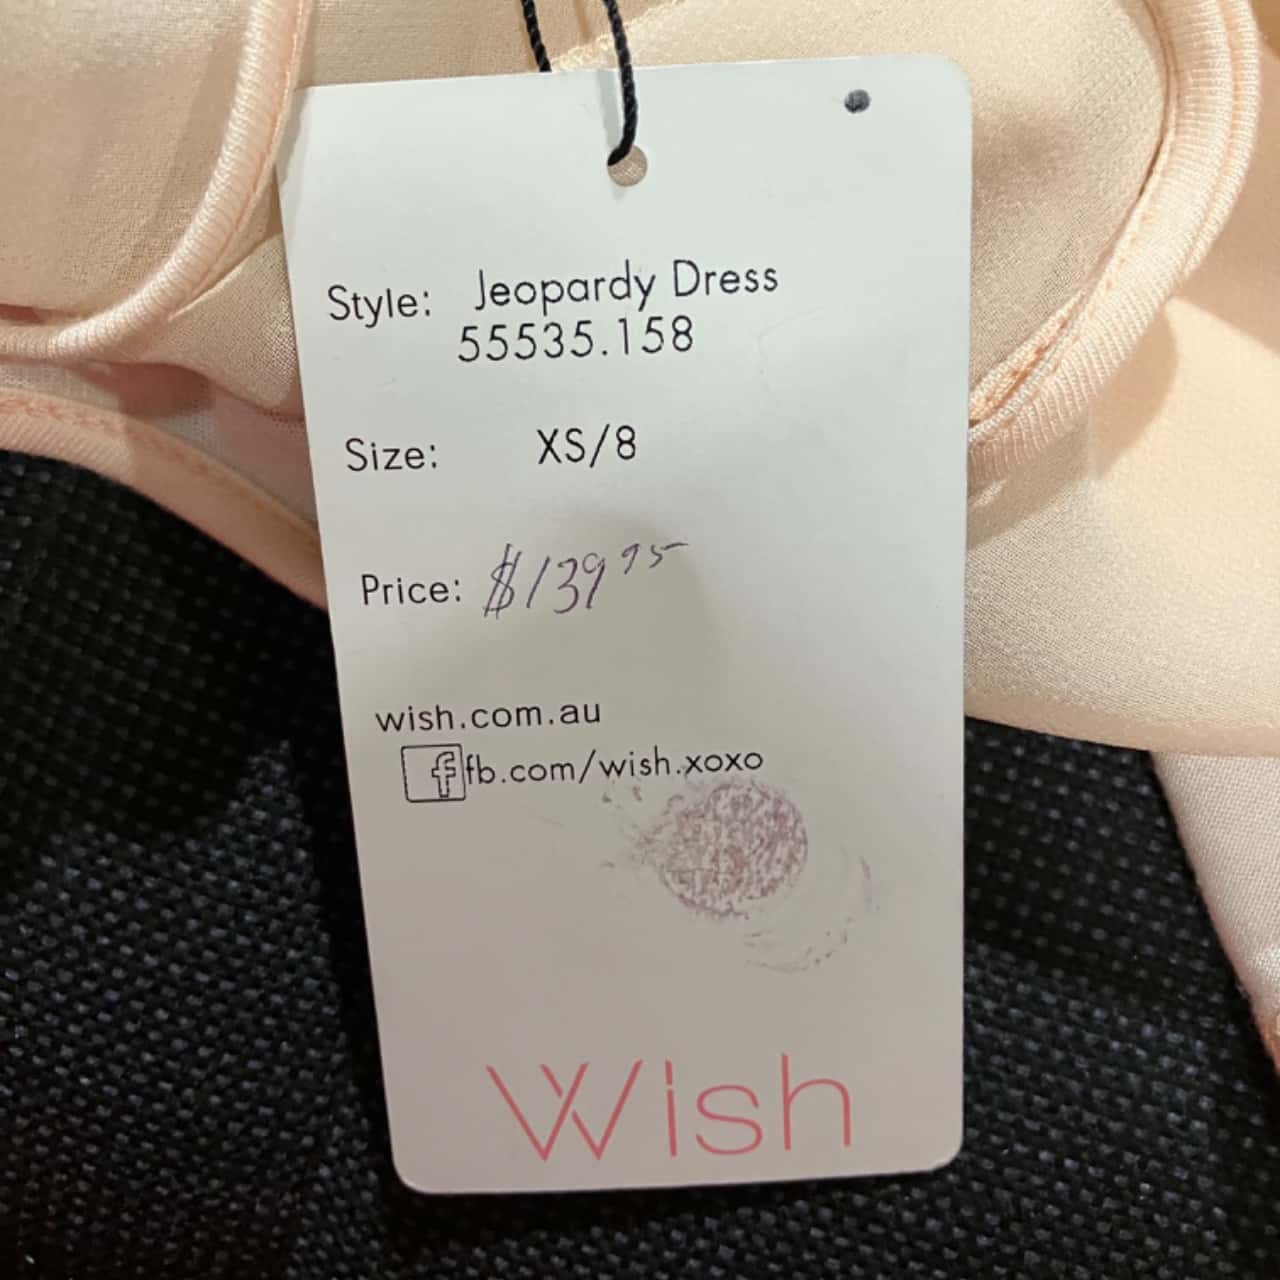 Style: Jeopardy Dress
55535.158
Size: XS/8
Price: $139.95
wish.com.au
f fb.com/wish.xoxo
Wish